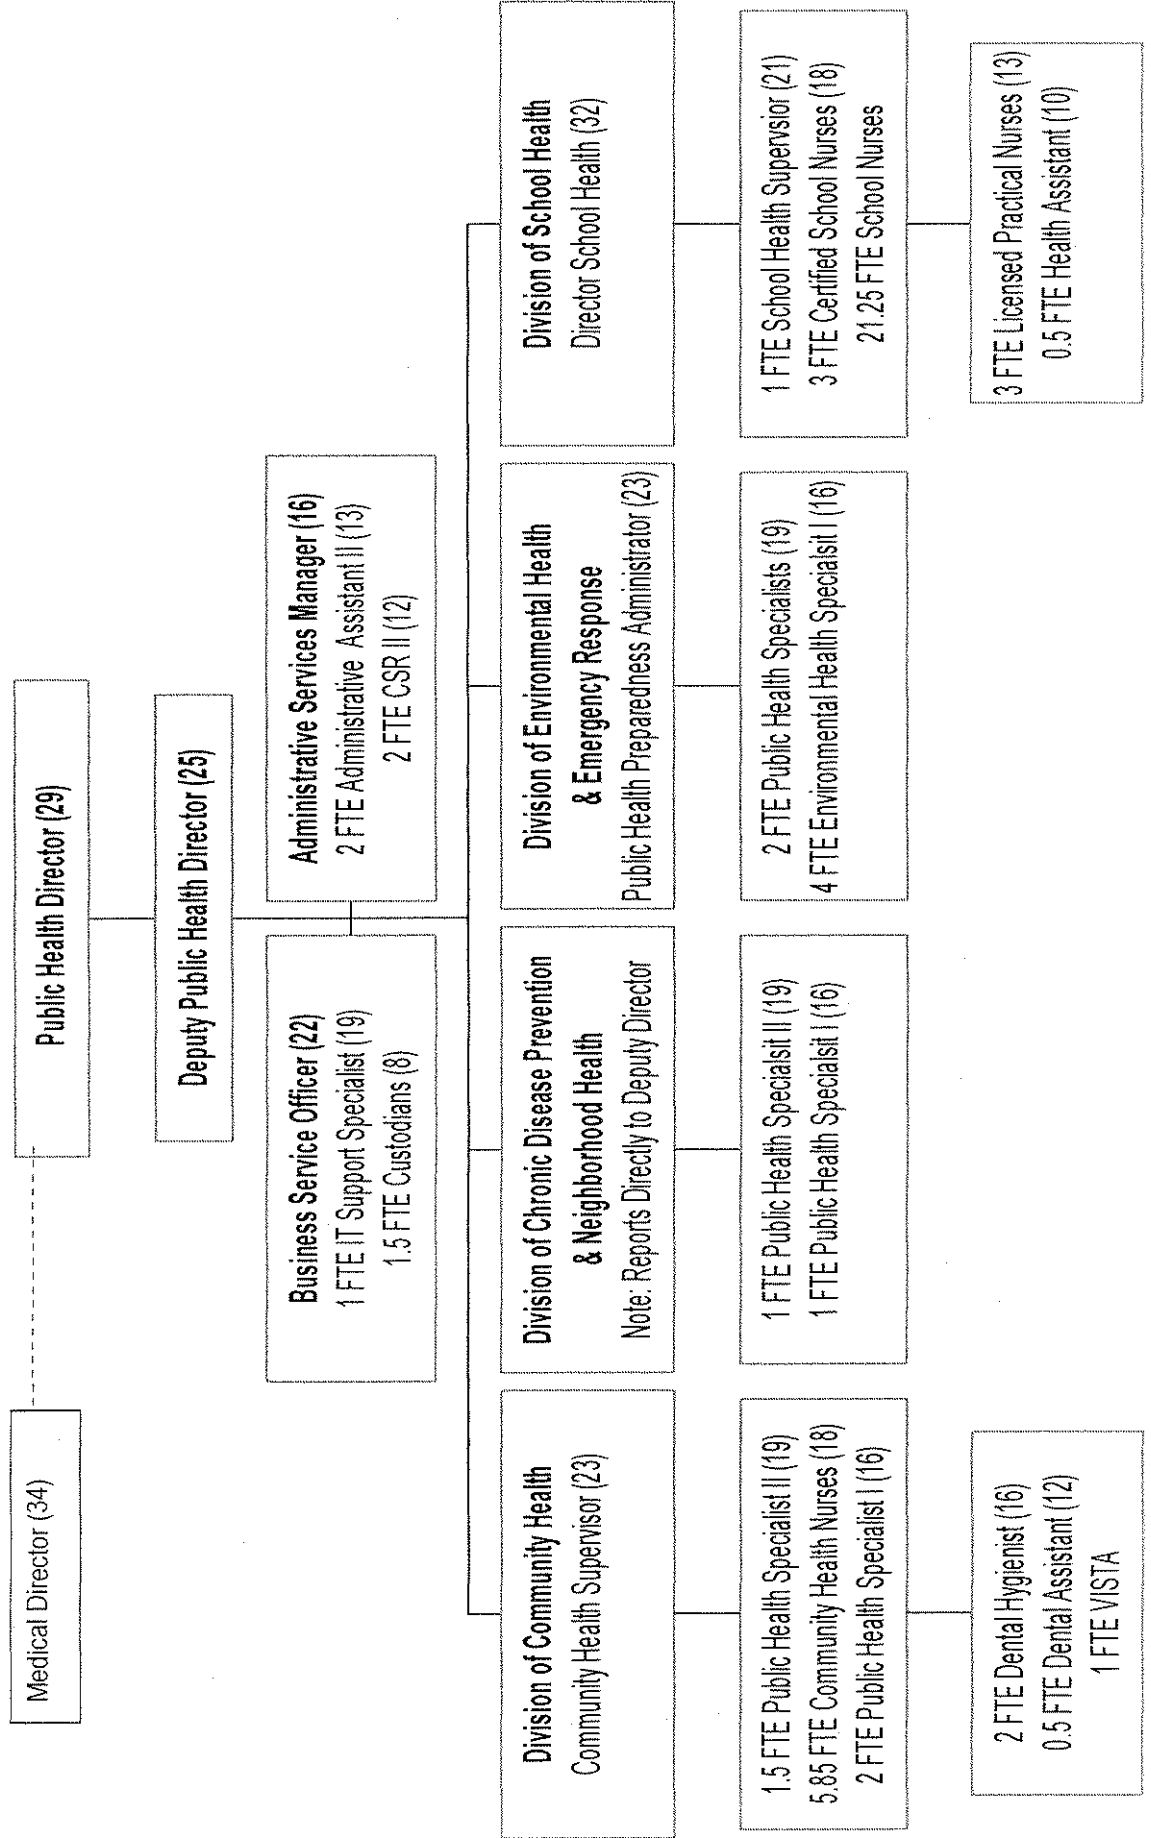 Medical Director (34)
Public Health Director (29)
Deputy Public Health Director (25)
Business Service Officer (22)
1 FTE IT Support Specialist (19)
1.5 FTE Custodians (8)
Administrative Services Manager (16)
2 FTE Administrative Assistant II (13)
2 FTE CSR II (12)
Division of Community Health
Community Health Supervisor (23)
Division of Chronic Disease Prevention
& Neighborhood Health
Note: Reports Directly to Deputy Director
Division of Environmental Health
& Emergency Response
Public Health Preparedness Administrator (23)
Division of School Health
Director School Health (32)
1.5 FTE Public Health Specialist II (19)
5.85 FTE Community Health Nurses (18)
2 FTE Public Health Specialist I (16)
1 FTE Public Health Specialsit II (19)
1 FTE Public Health Specialsit I (16)
2 FTE Public Health Specialists (19)
4 FTE Environmental Health Specialsit I (16)
1 FTE School Health Supervsior (21)
3 FTE Certified School Nurses (18)
21.25 FTE School Nurses
2 FTE Dental Hygienist (16)
0.5 FTE Dental Assistant (12)
1 FTE VISTA
3 FTE Licensed Practical Nurses (13)
0.5 FTE Health Assistant (10)